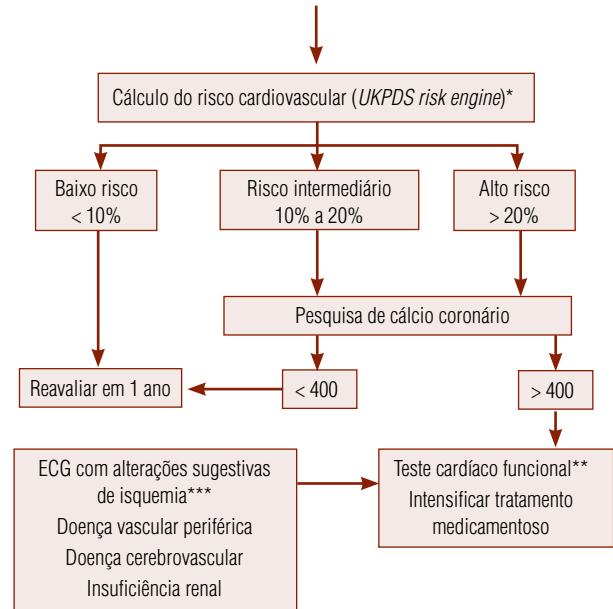 Cálculo do risco cardiovascular (UKPDS risk engine)*
Baixo risco
< 10%
Risco intermediário
10% a 20%
Alto risco
> 20%
Pesquisa de cálcio coronário
Reavaliar em 1 ano
< 400
> 400
ECG com alterações sugestivas
de isquemia***
Doença vascular periférica
Doença cerebrovascular
Insuficiência renal
Teste cardíaco funcional**
Intensificar tratamento
medicamentoso